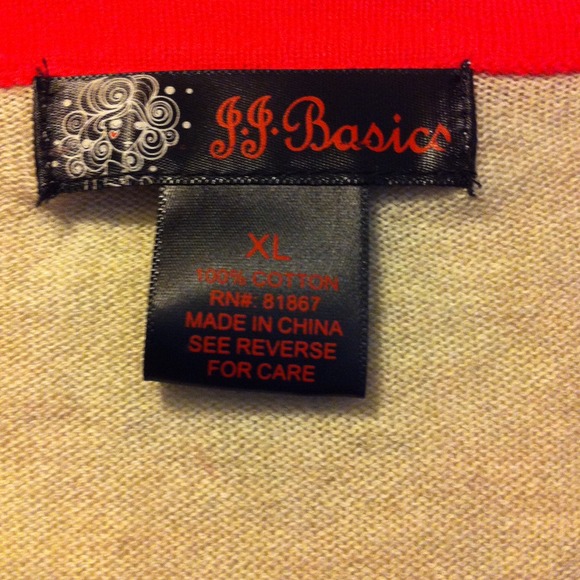 J.J. Basics
XL
100% COTTON
RN#: 81867
MADE IN CHINA
SEE REVERSE
FOR CARE